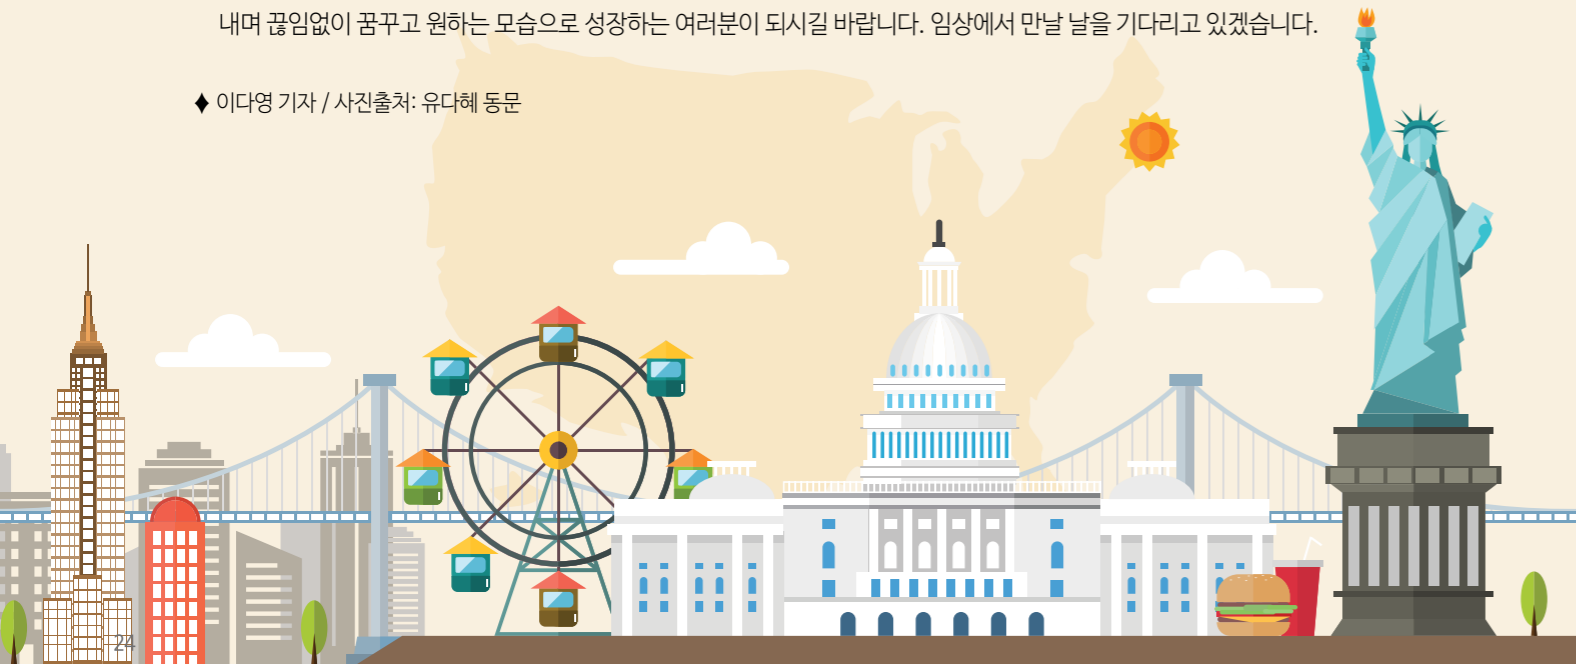 내며 끊임없이 꿈꾸고 원하는 모습으로 성장하는 여러분이 되시길 바랍니다. 임상에서 만날 날을 기다리고 있겠습니다.
♦ 이다영 기자 / 사진출처: 유다혜 동문
24